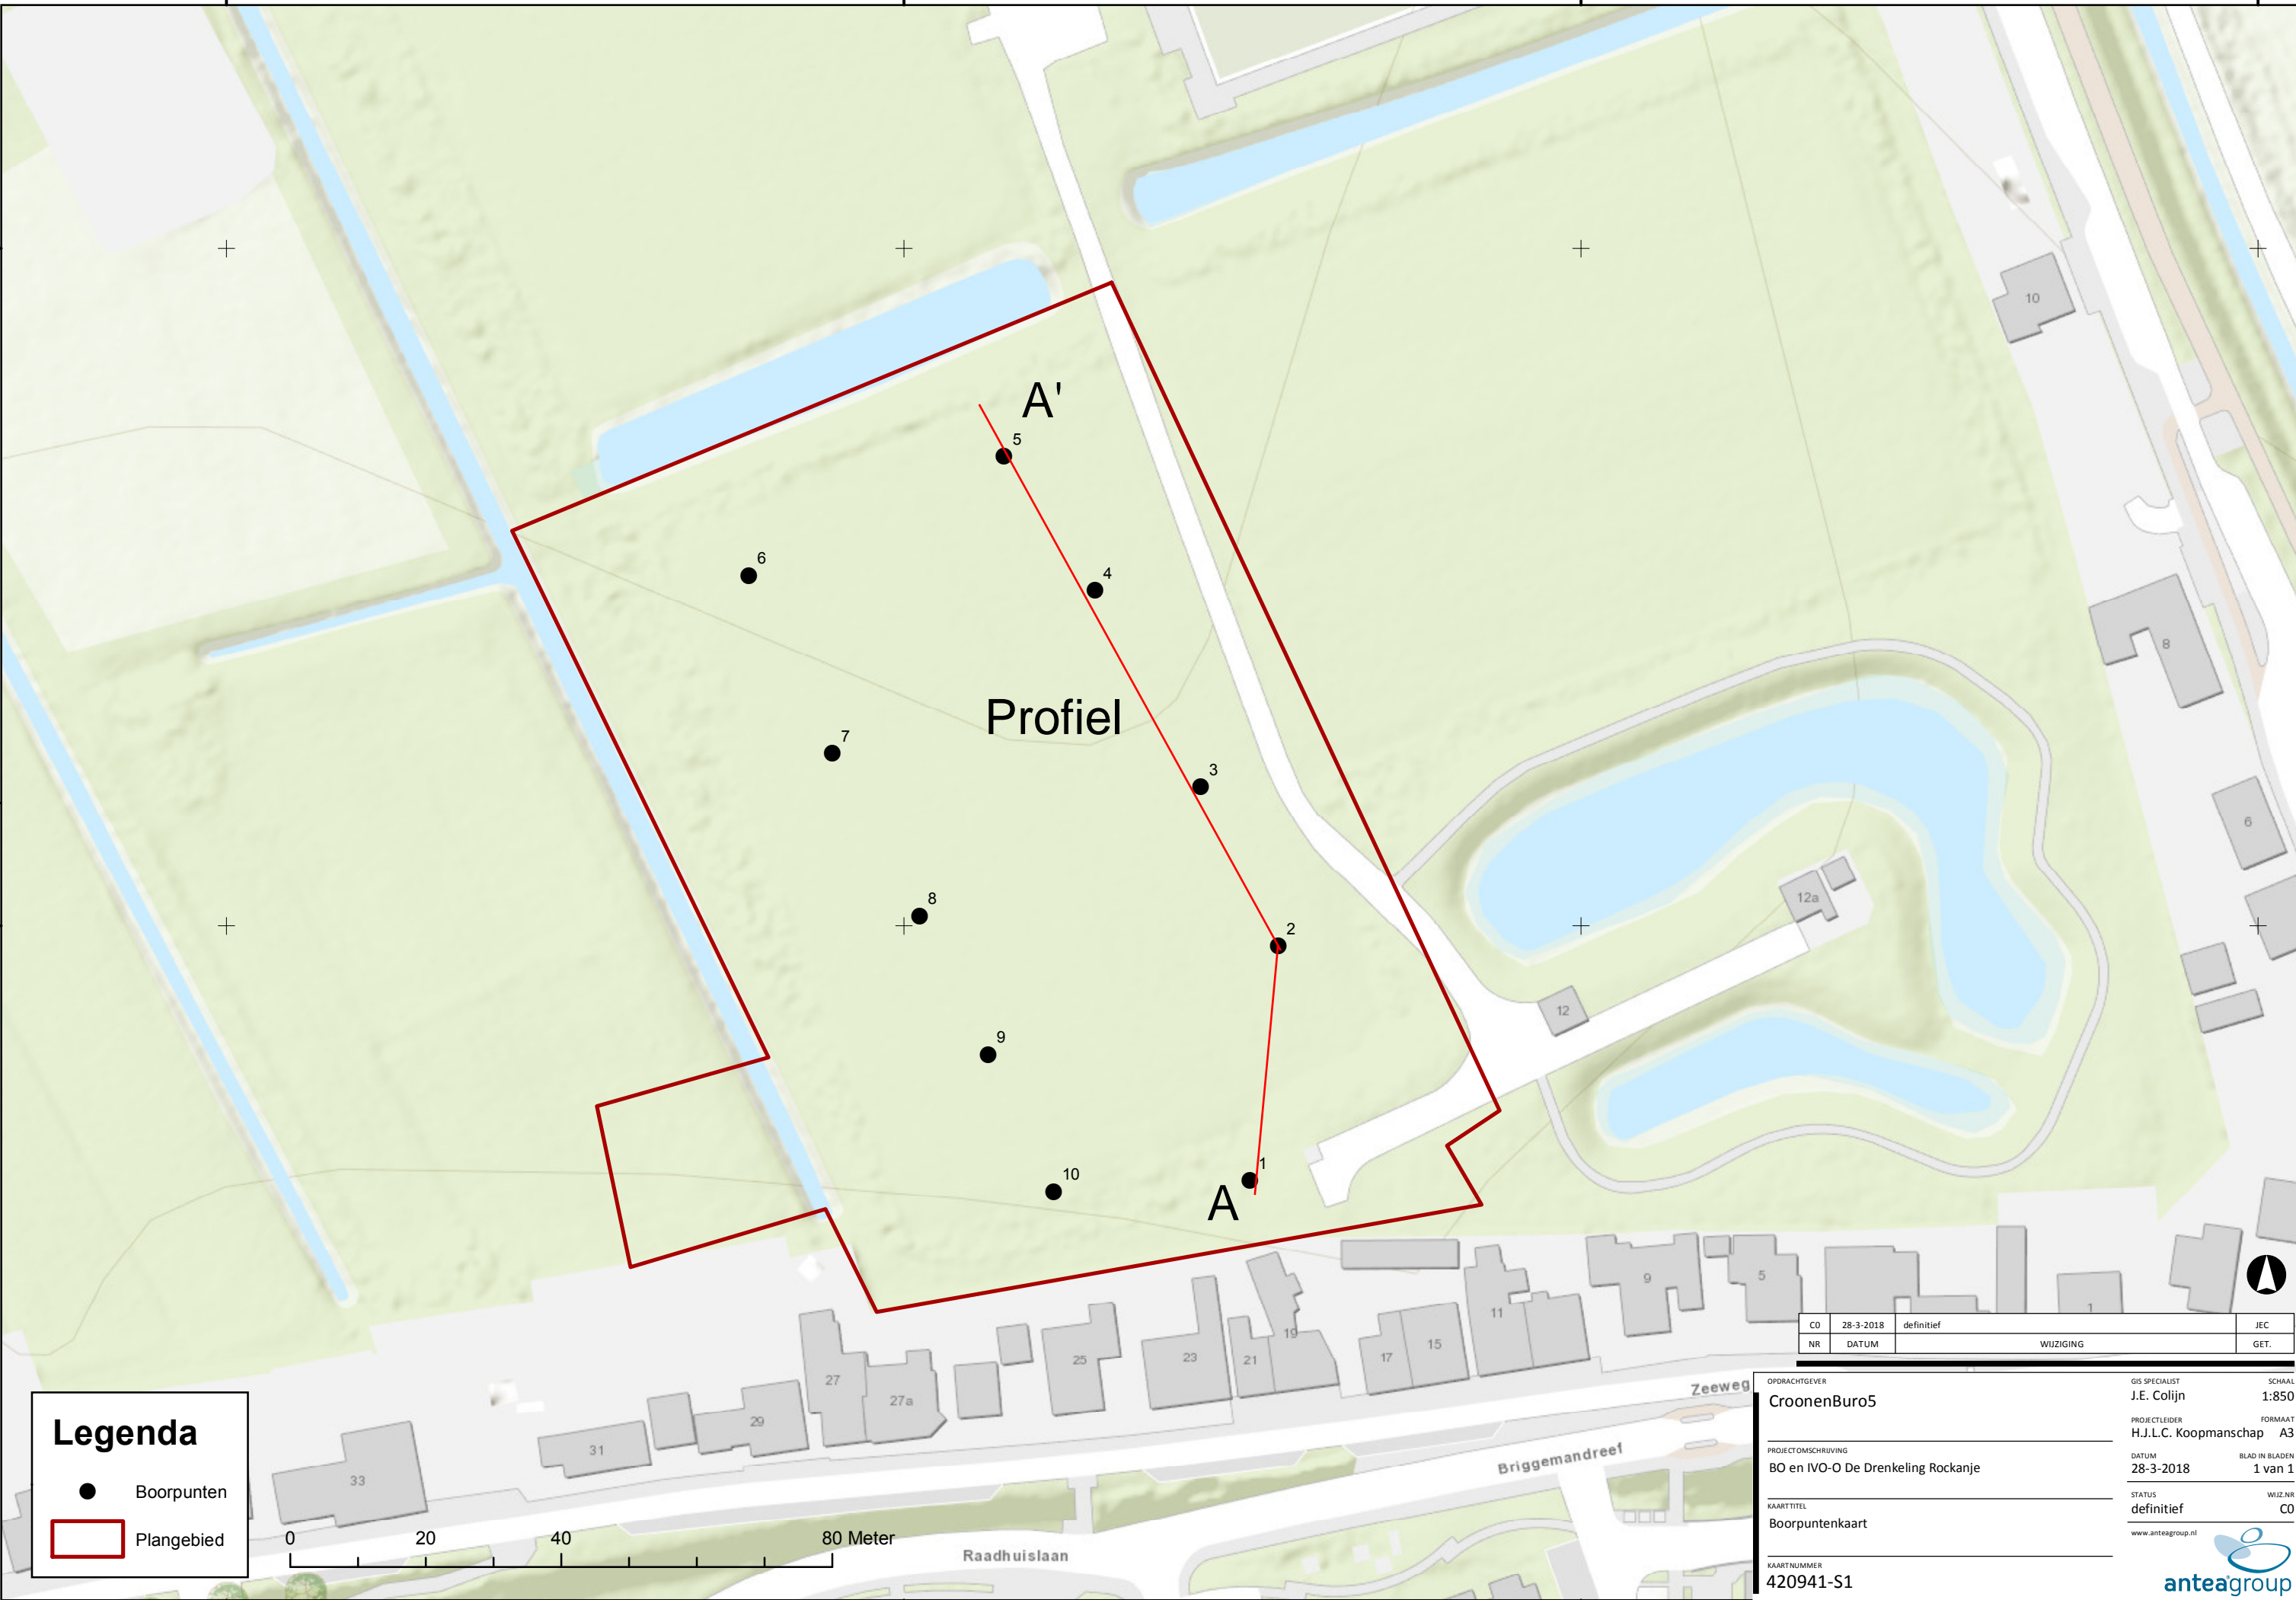 10
A'
5
6
4
8
Profiel
7
3
6
8
12a
2
12
9
10
1
A
9
5
1
19
11
25
23
21
17
15
27
27a
29
31
33
Zeeweg
Briggemandreef
Raadhuislaan
Legenda
Boorpunten
Plangebied
0 20 40 80 Meter
C0 28-3-2018 definitief JEC
NR DATUM WIJZIGING GET.
OPDRACHTGEVER
CroonenBuro5
PROJECTOMSCHRIJVING
BO en IVO-O De Drenkeling Rockanje
KAARTTITEL
Boorpuntenkaart
KAARTNUMMER
420941-S1
GIS SPECIALIST SCHAAL
J.E. Colijn 1:850
PROJECTLEIDER FORMAAT
H.J.L.C. Koopmanschap A3
DATUM BLAD IN BLADEN
28-3-2018 1 van 1
STATUS WIJZ.NR
definitief C0
www.anteagroup.nl
anteagroup